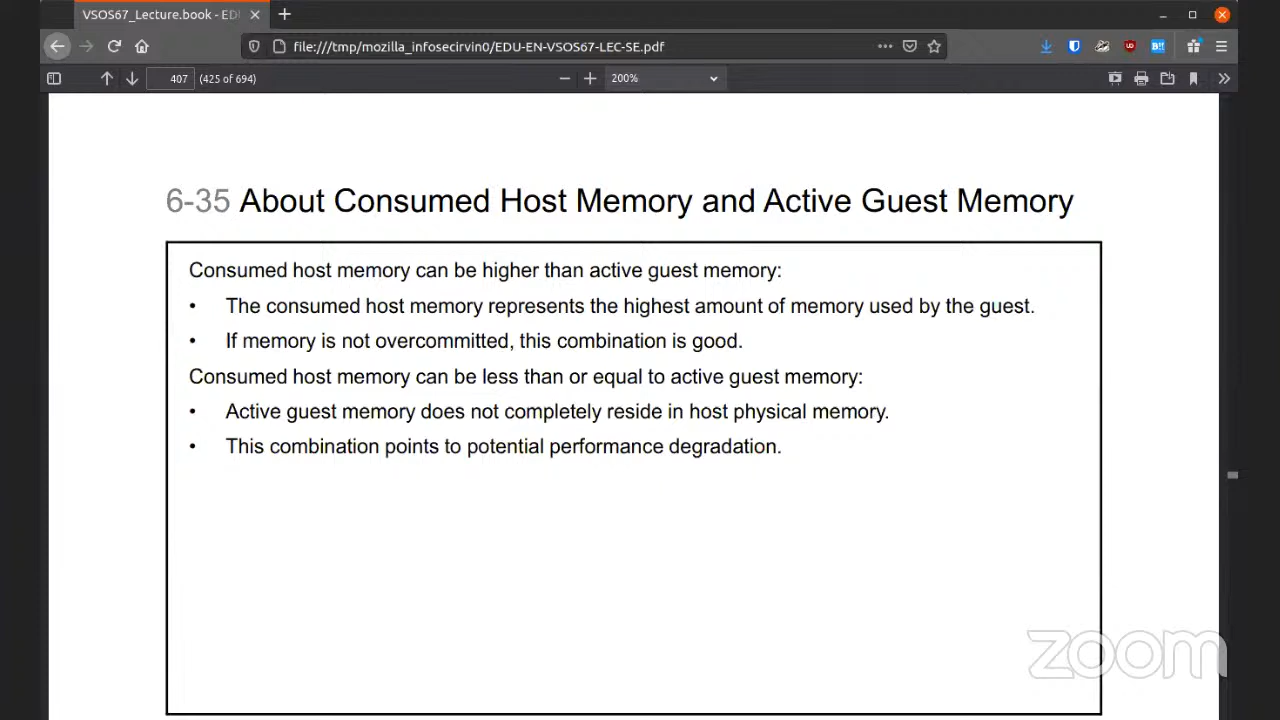 VSOS67_Lecture.book - EDU
file:///tmp/mozilla_infosecirvin0/EDU-EN-VSOS67-LEC-SE.pdf
407 (425 of 694)
200%
6-35 About Consumed Host Memory and Active Guest Memory
Consumed host memory can be higher than active guest memory:
• The consumed host memory represents the highest amount of memory used by the guest.
• If memory is not overcommitted, this combination is good.
Consumed host memory can be less than or equal to active guest memory:
• Active guest memory does not completely reside in host physical memory.
• This combination points to potential performance degradation.
zoom